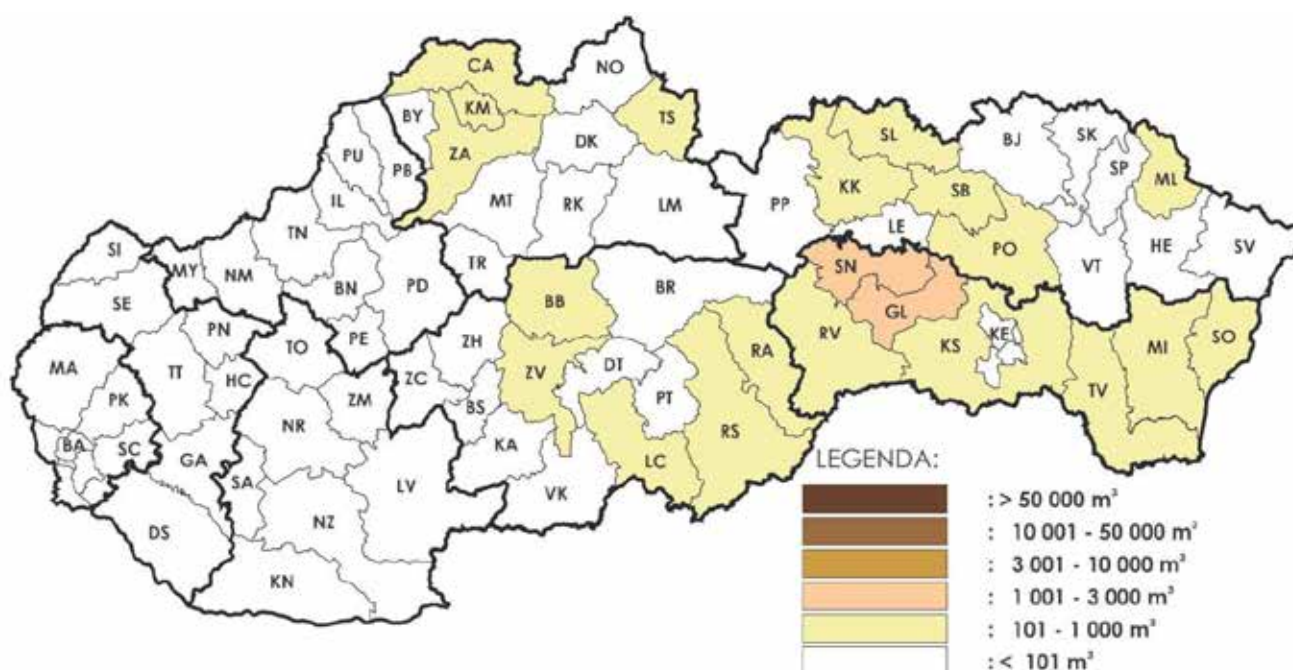 CA
NO
KM
TS
BY
ZA
DK
PU
PB
IL
MT
RK
LM
TN
SL
BJ
SK
SP
ML
KK
SB
PP
LE
PO
HE
SV
VT
SI
MY
NM
TR
SE
BN
PD
BB
BR
SN
GL
PN
PE
RV
KS
KE
MI
SO
TO
ZH
MA
TT
HC
ZC
ZV
DT
RA
TV
PK
ZM
BS
PT
NR
RS
BA
SC
GA
SA
KA
LC
LV
VK
DS
NZ
KN
LEGENDA:
: > 50 000 m³
: 10 001 - 50 000 m³
: 3 001 - 10 000 m³
: 1 001 - 3 000 m³
: 101 - 1 000 m³
: < 101 m³